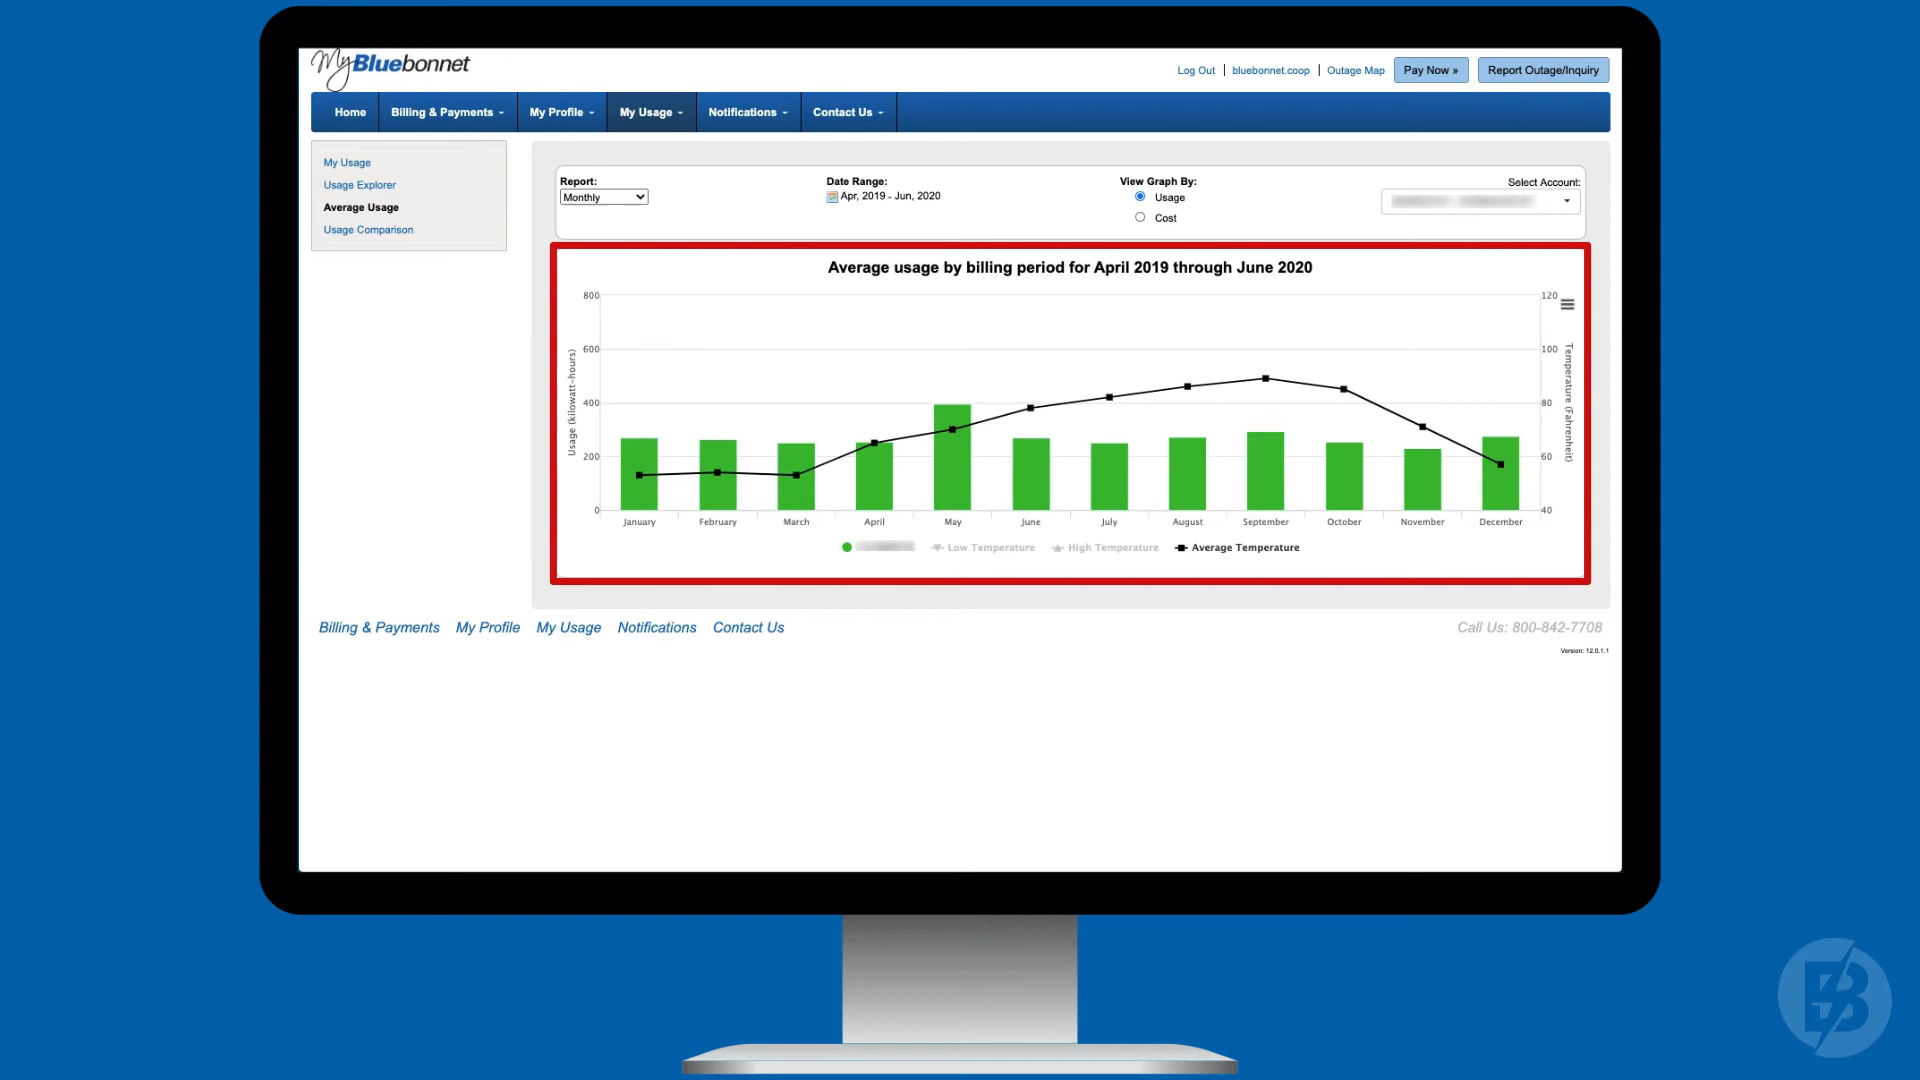 MyBluebonnet
Log Out | bluebonnet.coop | Outage Map Pay Now » Report Outage/Inquiry
Home Billing & Payments My Profile My Usage Notifications Contact Us
My Usage
Usage Explorer
Average Usage
Usage Comparison
Report:
Monthly
Date Range:
Apr, 2019 - Jun, 2020
View Graph By:
Usage
Cost
Select Account:
Average usage by billing period for April 2019 through June 2020
Usage (kilowatt-hours)
800
600
400
200
0
120
100
80
60
40
Temperature (Fahrenheit)
January February March April May June July August September October November December
Low Temperature High Temperature Average Temperature
Billing & Payments My Profile My Usage Notifications Contact Us
Call Us: 800-842-7708
Version: 12.0.1.1
B